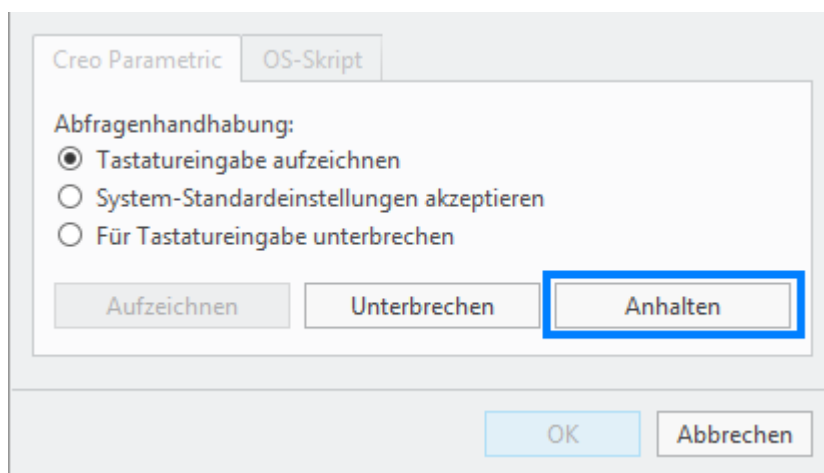 Creo Parametric OS-Skript
Abfragenhandhabung:
Tastatureingabe aufzeichnen
System-Standardeinstellungen akzeptieren
Für Tastatureingabe unterbrechen
Aufzeichnen Unterbrechen Anhalten
OK Abbrechen